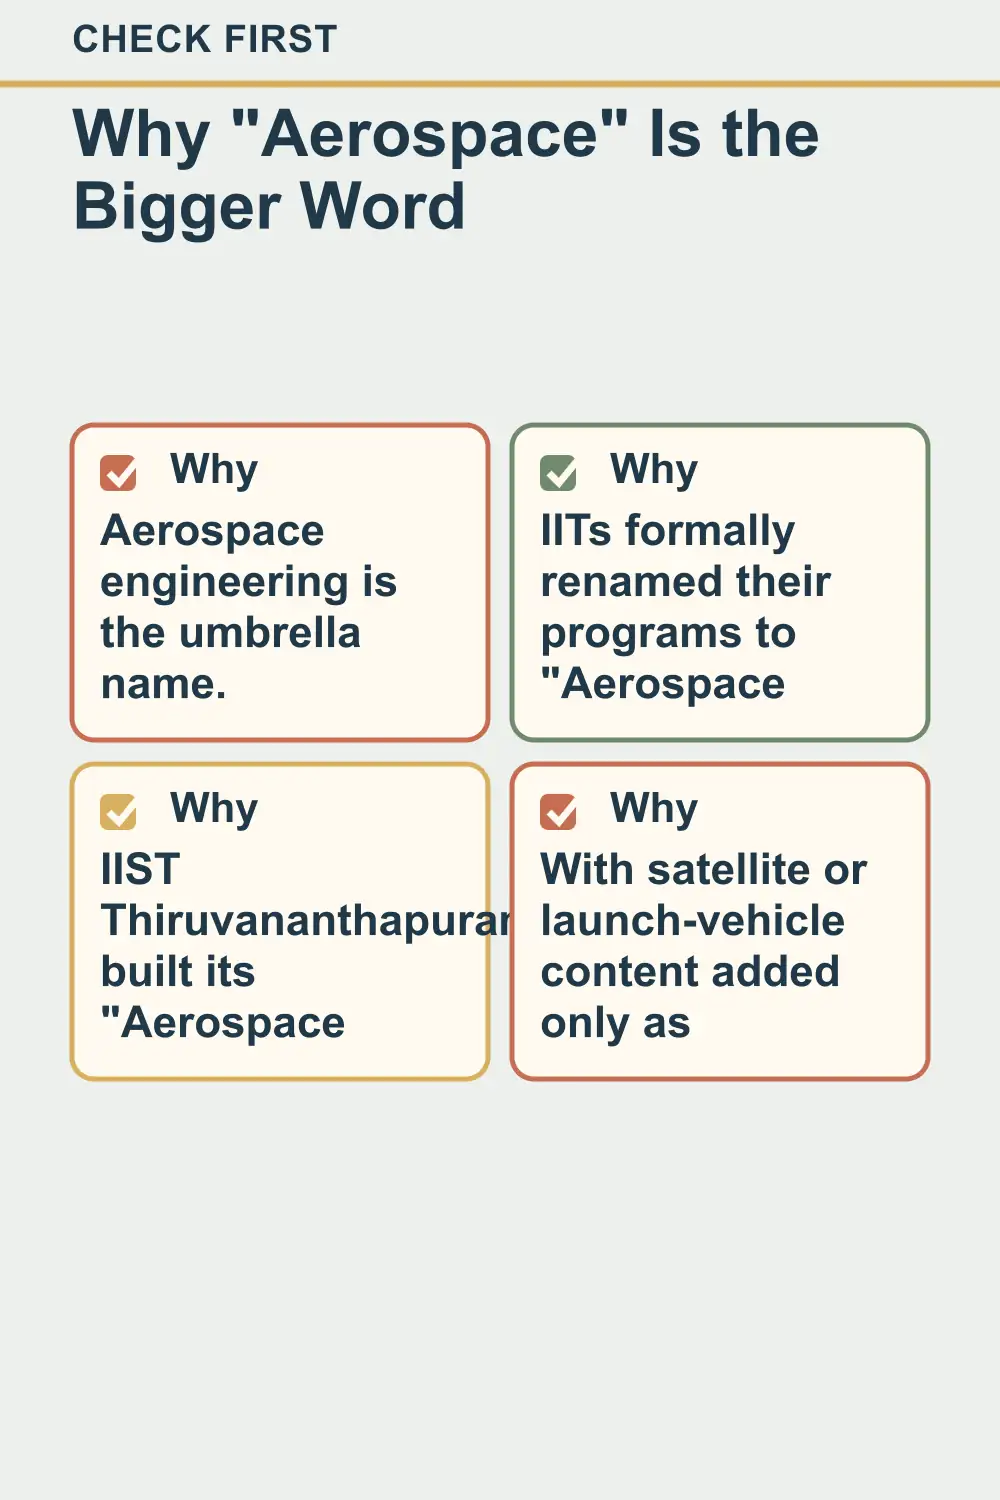 CHECK FIRST
Why "Aerospace" Is the
Bigger Word
Why
Aerospace
engineering is
the umbrella
name.
Why
IITs formally
renamed their
programs to
"Aerospace
Why
IIST
Thiruvananthapuram
built its
"Aerospace
Why
With satellite or
launch-vehicle
content added
only as